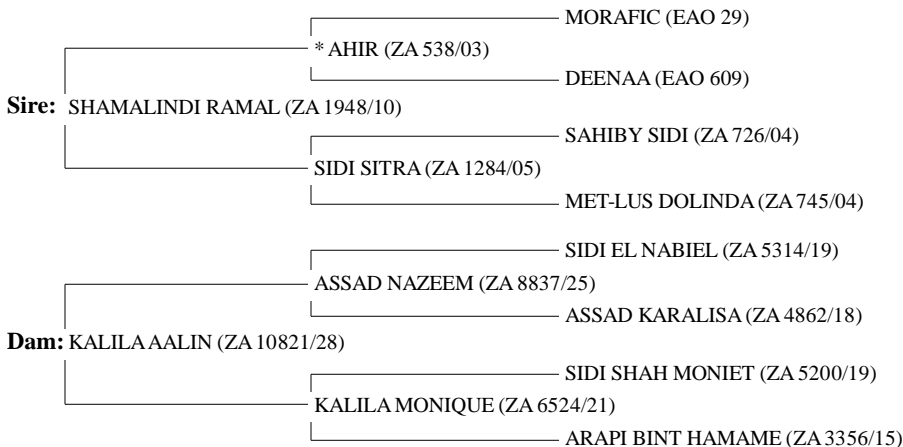 MORAFIC (EAO 29)
* AHIR (ZA 538/03)
DEENAA (EAO 609)
Sire: SHAMALINDI RAMAL (ZA 1948/10)
SAHIBY SIDI (ZA 726/04)
SIDI SITRA (ZA 1284/05)
MET-LUS DOLINDA (ZA 745/04)
SIDI EL NABIEL (ZA 5314/19)
ASSAD NAZEEM (ZA 8837/25)
ASSAD KARALISA (ZA 4862/18)
Dam: KALILA AALIN (ZA 10821/28)
SIDI SHAH MONIET (ZA 5200/19)
KALILA MONIQUE (ZA 6524/21)
ARAPI BINT HAMAME (ZA 3356/15)